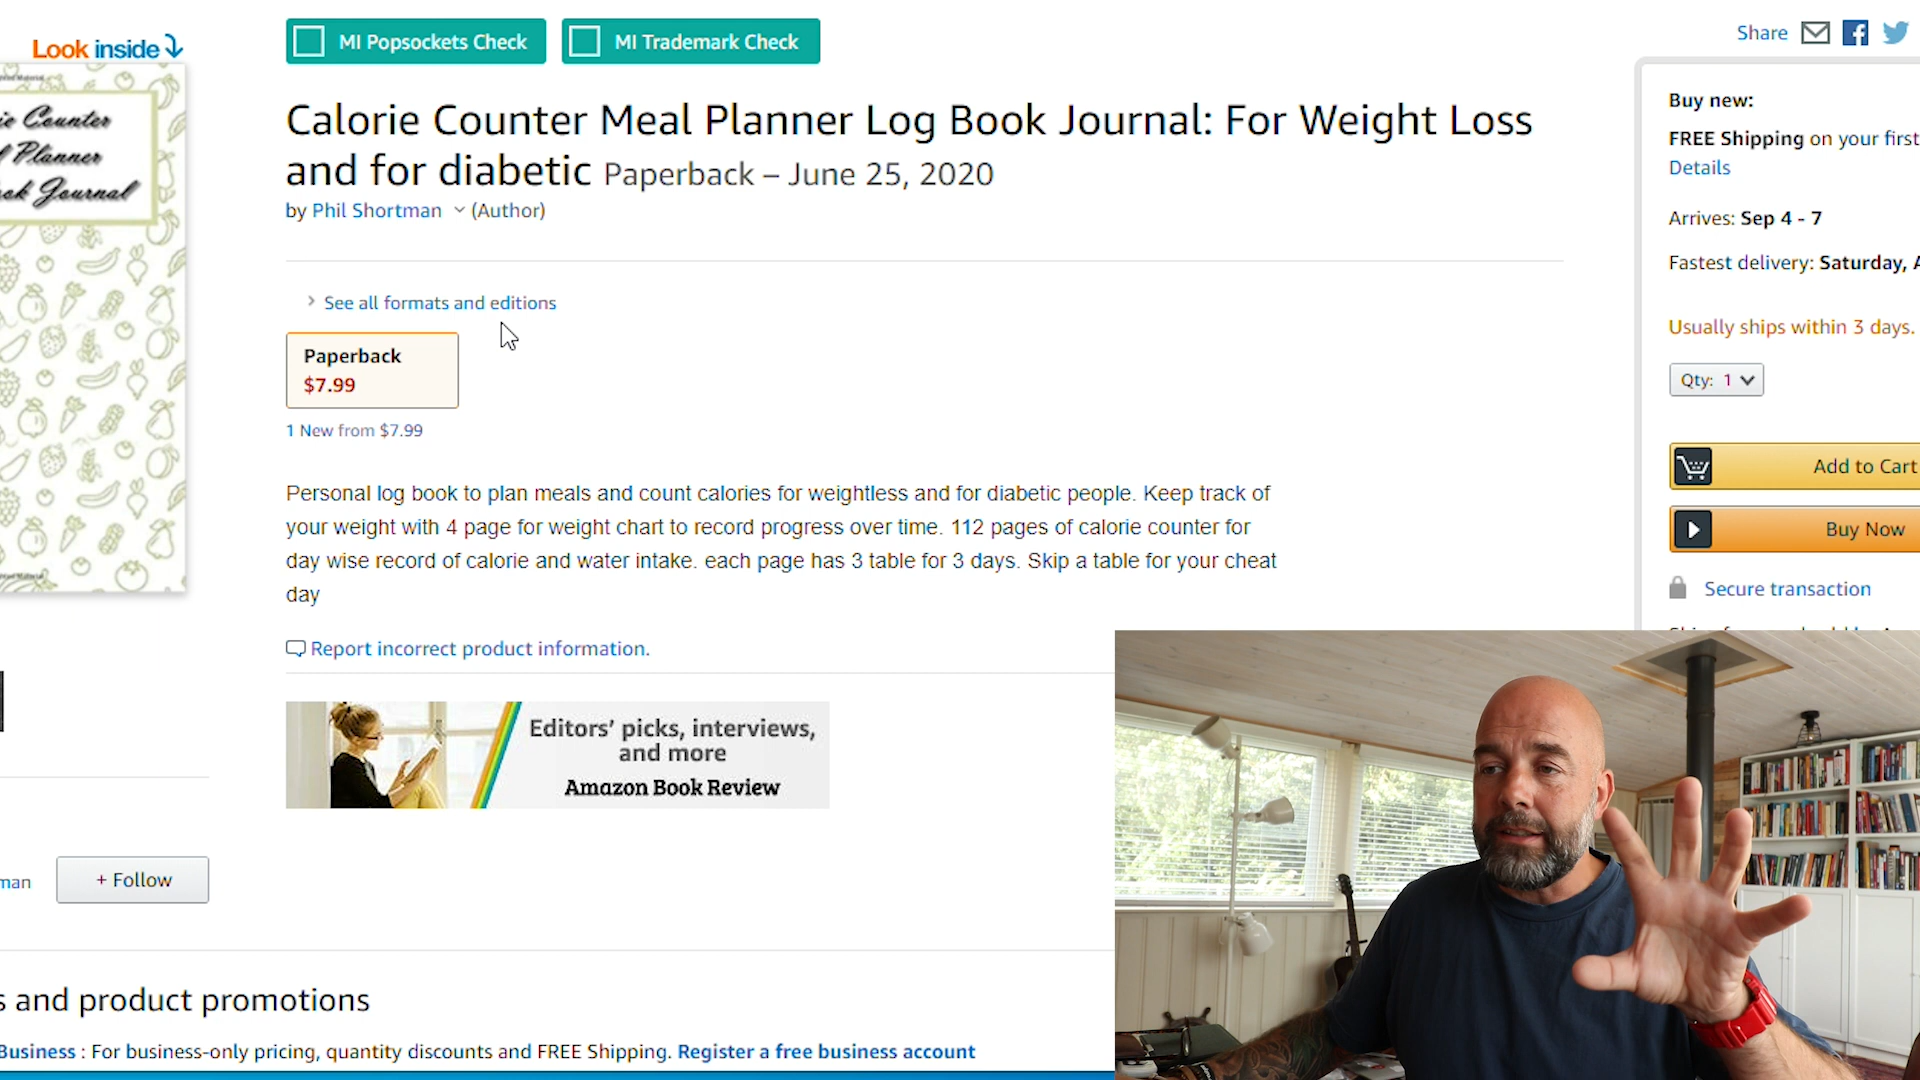 Look inside
MI Popsockets Check
MI Trademark Check
Share
Counter
Planner
Journal
Calorie Counter Meal Planner Log Book Journal: For Weight Loss
and for diabetic Paperback – June 25, 2020
by Phil Shortman (Author)
See all formats and editions
Paperback
$7.99
1 New from $7.99
Personal log book to plan meals and count calories for weightless and for diabetic people. Keep track of
your weight with 4 page for weight chart to record progress over time. 112 pages of calorie counter for
day wise record of calorie and water intake. each page has 3 table for 3 days. Skip a table for your cheat
day
Report incorrect product information.
Editors' picks, interviews,
and more
Amazon Book Review
man
+ Follow
s and product promotions
Business : For business-only pricing, quantity discounts and FREE Shipping. Register a free business account
Buy new:
FREE Shipping on your first
Details
Arrives: Sep 4 - 7
Fastest delivery: Saturday, A
Usually ships within 3 days.
Qty: 1
Add to Cart
Buy Now
Secure transaction